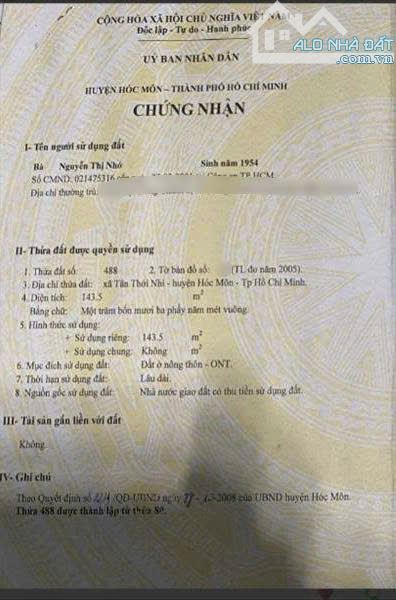 CỘNG HÒA XÃ HỘI CHỦ NGHĨA VIỆT NAM
Độc lập - Tự do - Hạnh phúc
ALO NHÀ ĐẤT
.com.vn
UỶ BAN NHÂN DÂN
HUYỆN HÓC MÔN – THÀNH PHỐ HỒ CHÍ MINH
CHỨNG NHẬN
I- Tên người sử dụng đất
Bà Nguyễn Thị Nhỏ Sinh năm 1954
Số CMND: 021475316
Địa chỉ thường trú:
II- Thửa đất được quyền sử dụng
1. Thửa đất số: 488 2. Tờ bản đồ số: (TL đo năm 2005).
3. Địa chỉ thửa đất: xã Tân Thới Nhì - huyện Hóc Môn - Tp Hồ Chí Minh.
4. Diện tích: 143.5 m²
Bằng chữ: Một trăm bốn mươi ba phẩy năm mét vuông.
5. Hình thức sử dụng:
+ Sử dụng riêng: 143.5 m²
+ Sử dụng chung: Không m²
6. Mục đích sử dụng đất: Đất ở nông thôn - ONT.
7. Thời hạn sử dụng đất: Lâu dài.
8. Nguồn gốc sử dụng đất: Nhà nước giao đất có thu tiền sử dụng đất.
III- Tài sản gắn liền với đất
Không.
IV- Ghi chú
Theo Quyết định số /QĐ-UBND ngày 2008 của UBND huyện Hóc Môn.
Thửa 488 được thành lập từ thửa 80.